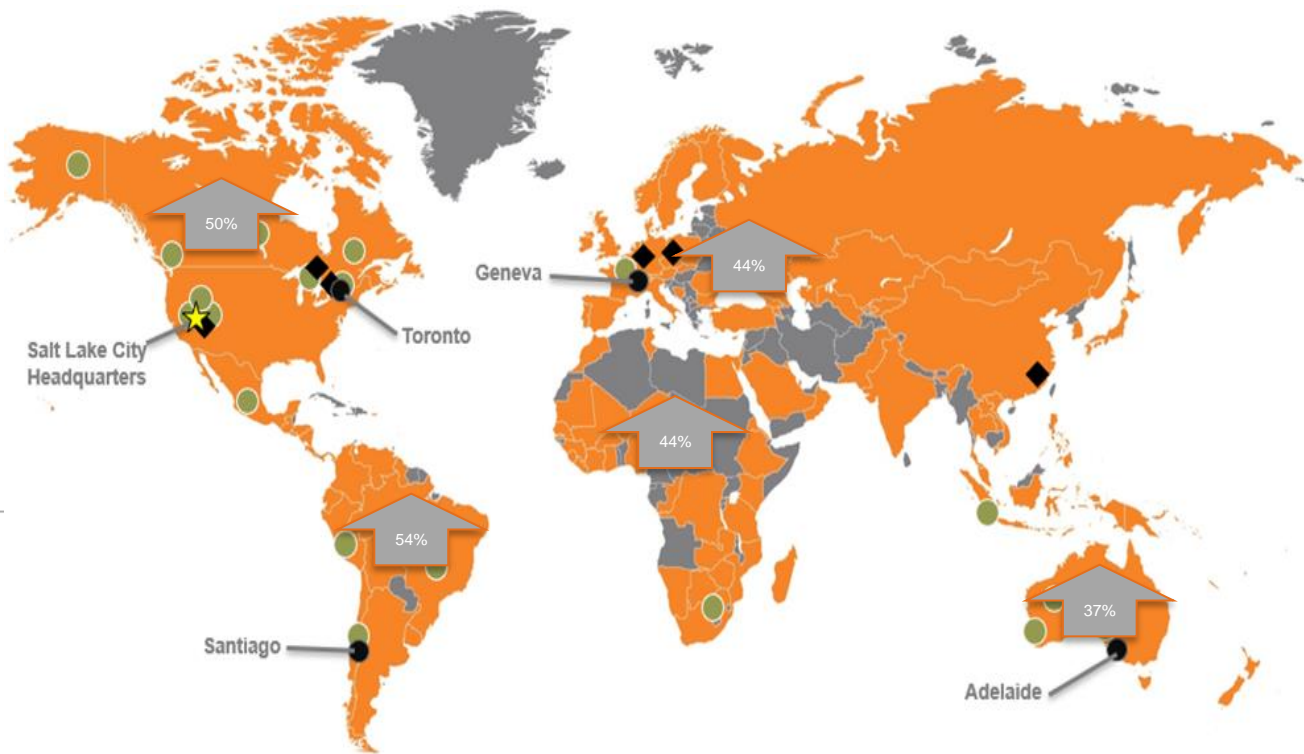 50%
44%
Geneva
Toronto
Salt Lake City
Headquarters
44%
54%
37%
Santiago
Adelaide